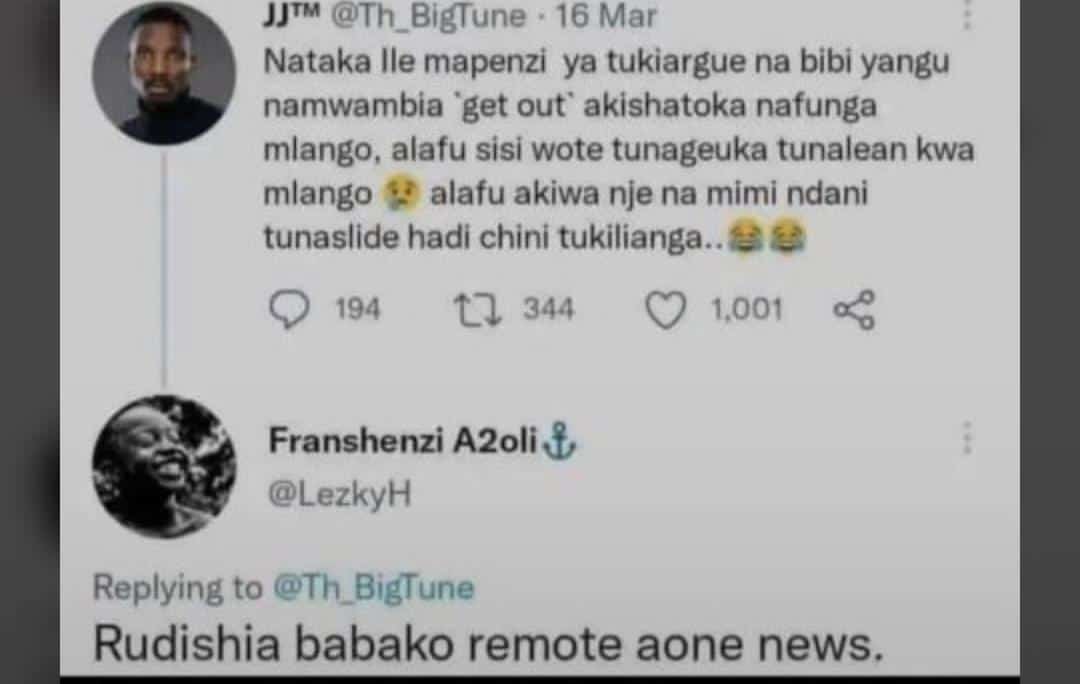 JJ™ @Th_BigTune · 16 Mar
Nataka Ile mapenzi ya tukiargue na bibi yangu
namwambia `get out` akishatoka nafunga
mlango, alafu sisi wote tunageuka tunalean kwa
mlango 😢 alafu akiwa nje na mimi ndani
tunaslide hadi chini tukilianga..😂😂
194 344 1,001
Franshenzi A2oli⚓
@LezkyH
Replying to @Th_BigTune
Rudishia babako remote aone news.